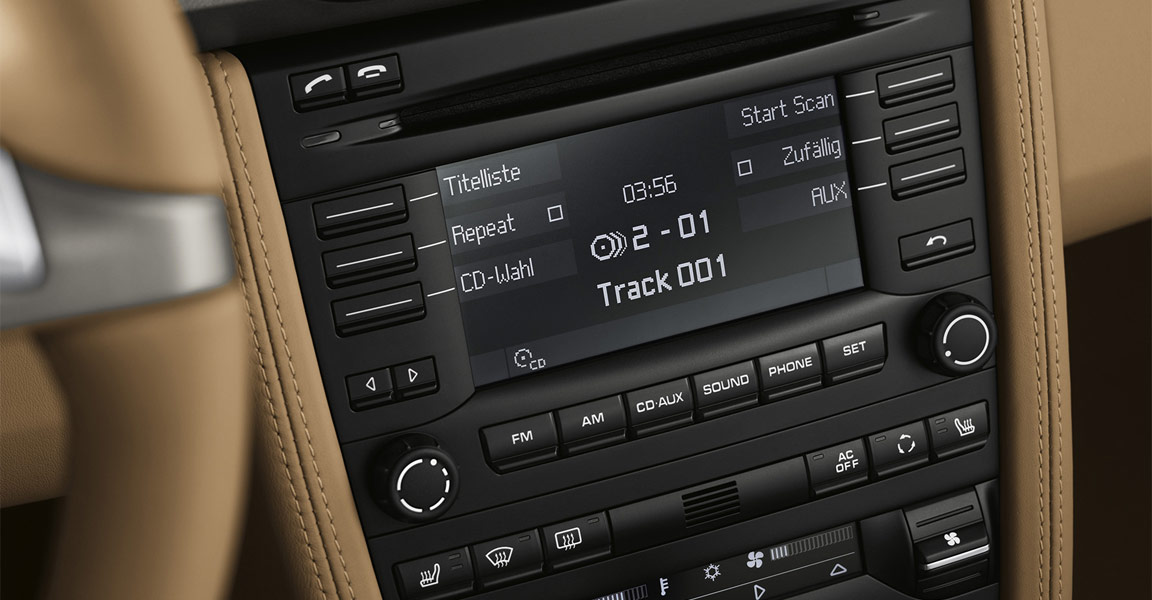 Titelliste
Repeat
CD-Wahl
03:56
2 - 01
Track 001
Start Scan
Zufällig
AUX
CD
FM
AM
CD·AUX
SOUND
PHONE
SET
AC
OFF